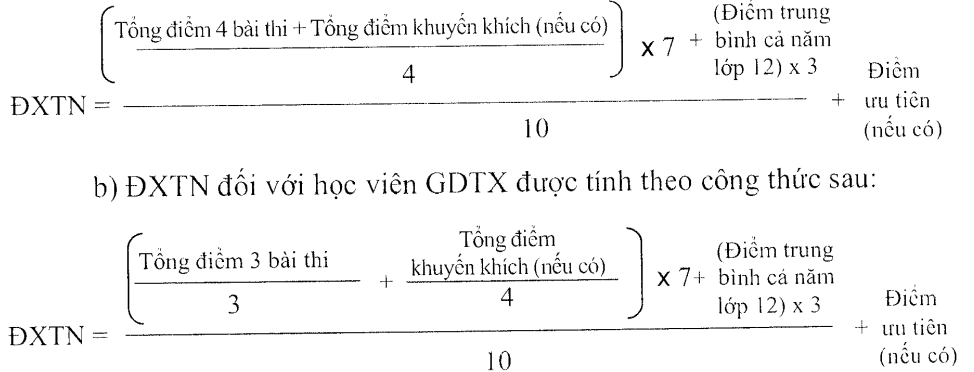 (Tổng điểm 4 bài thi + Tổng điểm khuyến khích (nếu có))
4
x 7 +
(Điểm trung
bình cả năm
lớp 12) x 3
ĐXTN =
10
+
Điểm
ưu tiên
(nếu có)
b) ĐXTN đối với học viên GDTX được tính theo công thức sau:
(Tổng điểm 3 bài thi
3
+
Tổng điểm
khuyến khích (nếu có)
4
)
x 7+
(Điểm trung
bình cả năm
lớp 12) x 3
ĐXTN =
10
+
Điểm
ưu tiên
(nếu có)